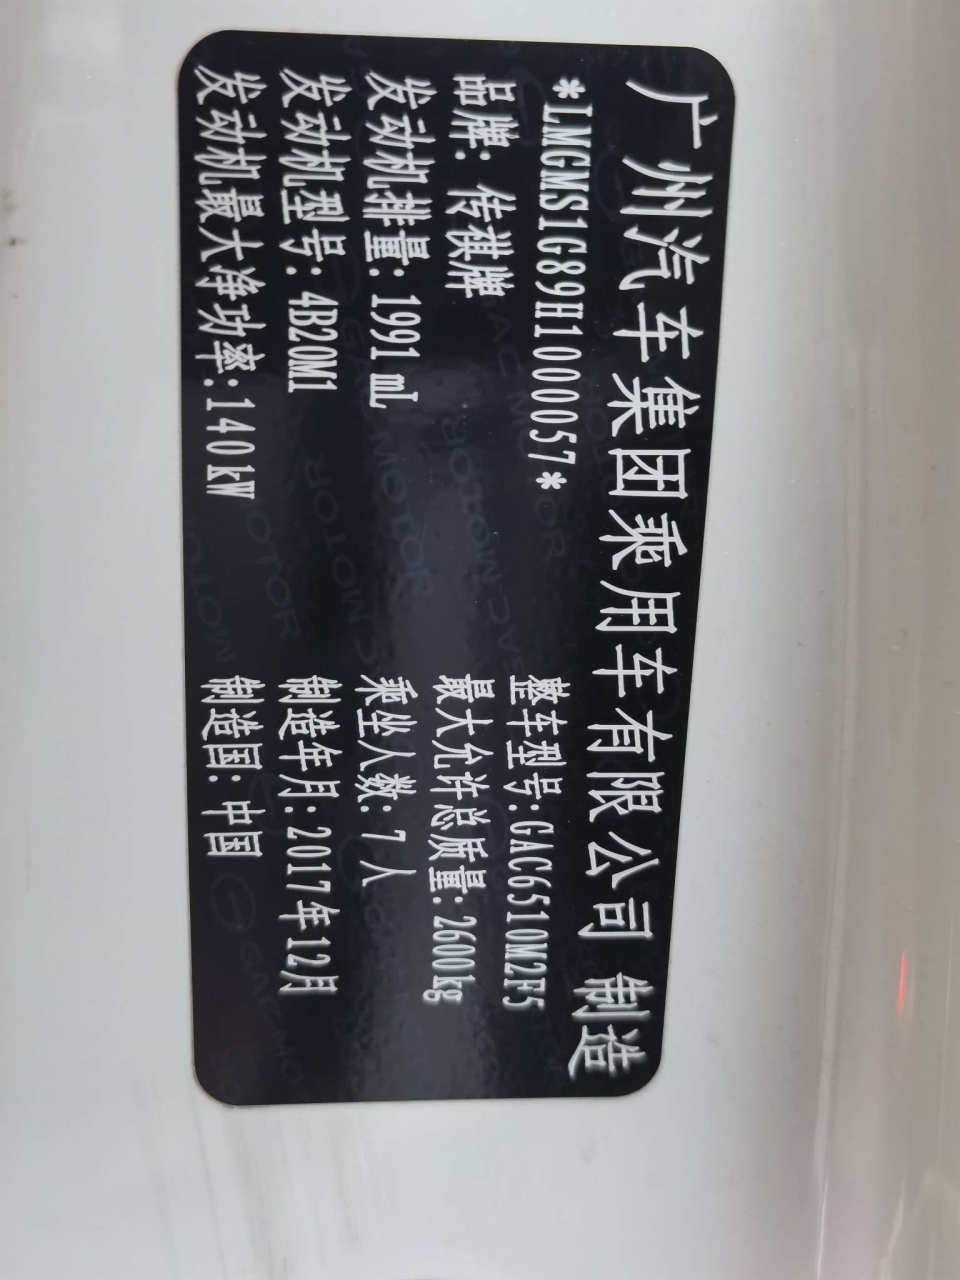 广州汽车集团乘用车有限公司 制造
*LMGMS1G89H1000057*
整车型号:GAC6510M2F5
品牌: 传祺牌
最大允许总质量:2600kg
发动机排量:1991 mL
乘坐人数: 7 人
发动机型号:4B20M1
制造年月:2017年12月
发动机最大净功率:140kW
制造国: 中国